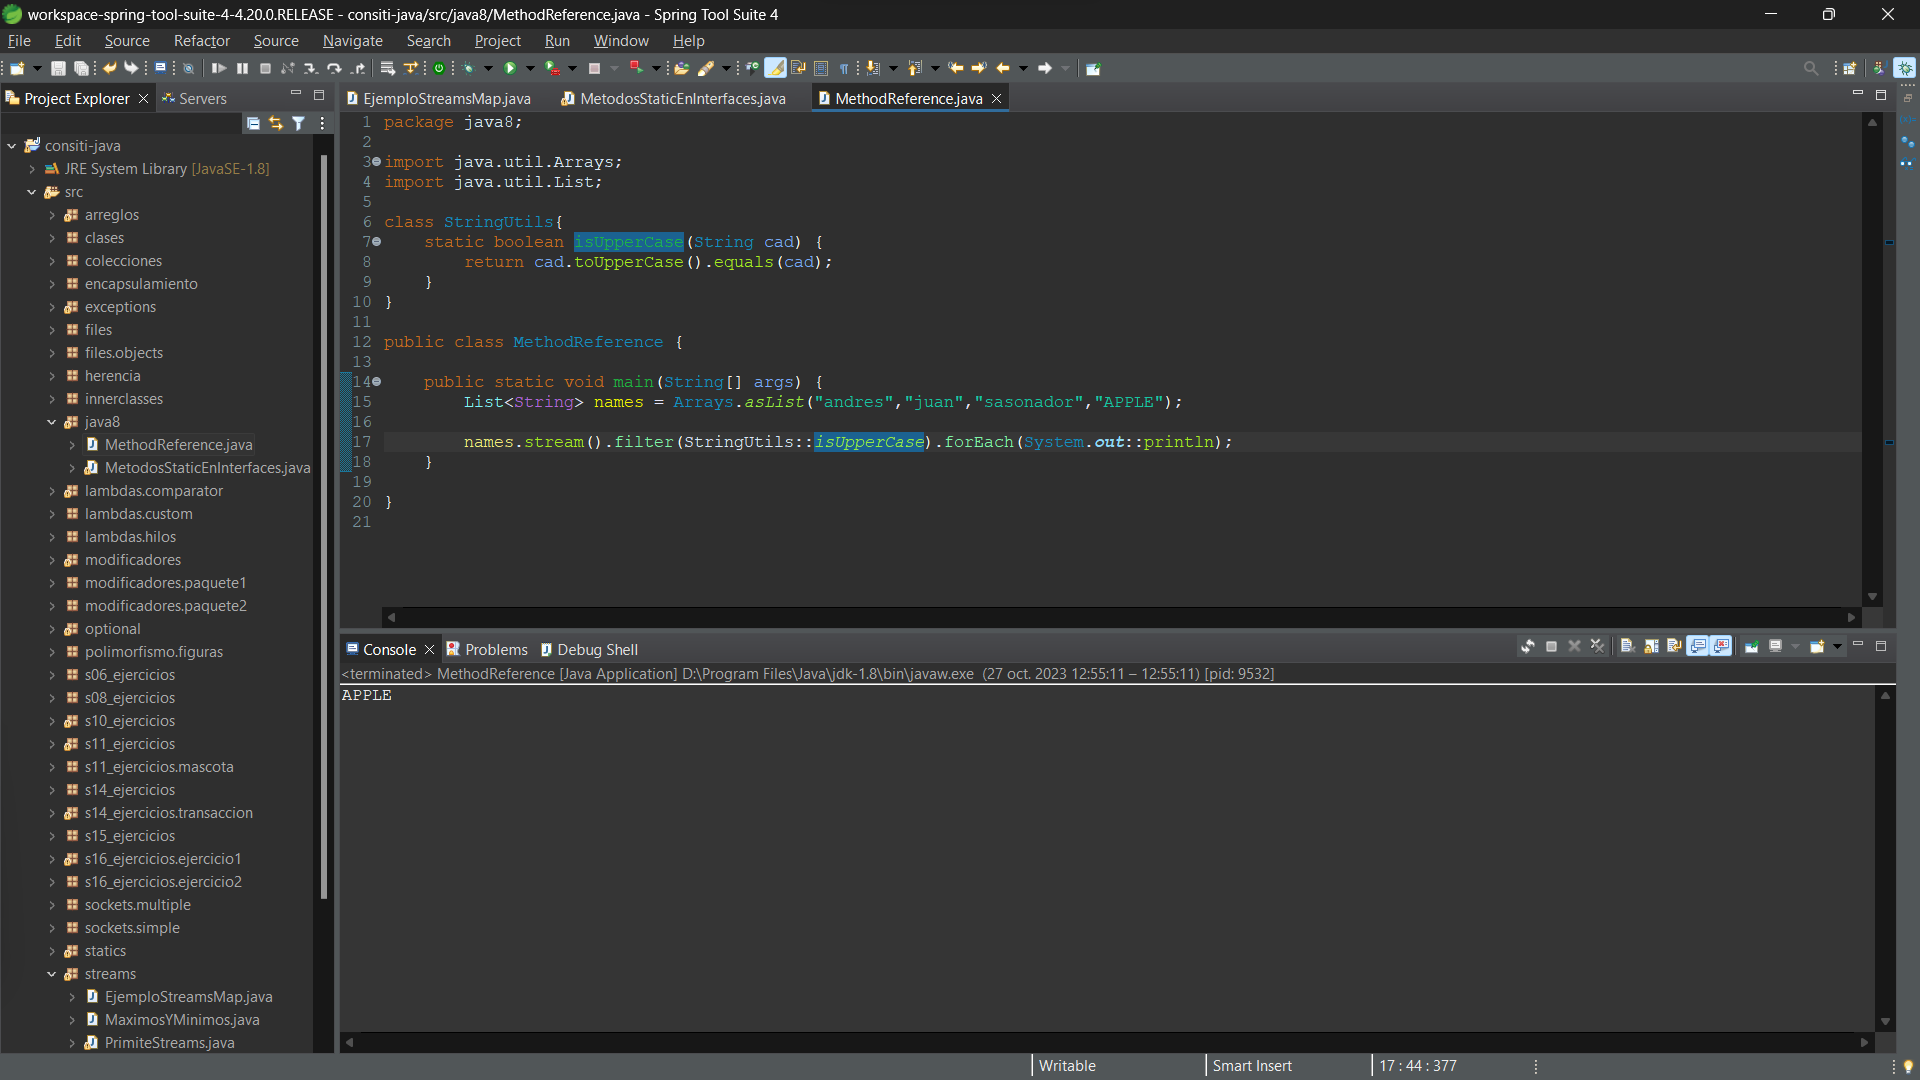 workspace-spring-tool-suite-4-4.20.0.RELEASE - consiti-java/src/java8/MethodReference.java - Spring Tool Suite 4
File Edit Source Refactor Source Navigate Search Project Run Window Help
Project Explorer Servers
EjemploStreamsMap.java MetodosStaticEnInterfaces.java MethodReference.java
consiti-java
JRE System Library [JavaSE-1.8]
src
arreglos
clases
colecciones
encapsulamiento
exceptions
files
files.objects
herencia
innerclasses
java8
MethodReference.java
MetodosStaticEnInterfaces.java
lambdas.comparator
lambdas.custom
lambdas.hilos
modificadores
modificadores.paquete1
modificadores.paquete2
optional
polimorfismo.figuras
s06_ejercicios
s08_ejercicios
s10_ejercicios
s11_ejercicios
s11_ejercicios.mascota
s14_ejercicios
s14_ejercicios.transaccion
s15_ejercicios
s16_ejercicios.ejercicio1
s16_ejercicios.ejercicio2
sockets.multiple
sockets.simple
statics
streams
EjemploStreamsMap.java
MaximosYMinimos.java
PrimiteStreams.java
1 package java8;
2
3 import java.util.Arrays;
4 import java.util.List;
5
6 class StringUtils{
7 static boolean isUpperCase(String cad) {
8 return cad.toUpperCase().equals(cad);
9 }
10 }
11
12 public class MethodReference {
13
14 public static void main(String[] args) {
15 List<String> names = Arrays.asList("andres","juan","sasonador","APPLE");
16
17 names.stream().filter(StringUtils::isUpperCase).forEach(System.out::println);
18 }
19
20 }
21
Console Problems Debug Shell
<terminated> MethodReference [Java Application] D:\Program Files\Java\jdk-1.8\bin\javaw.exe (27 oct. 2023 12:55:11 – 12:55:11) [pid: 9532]
APPLE
Writable Smart Insert 17 : 44 : 377